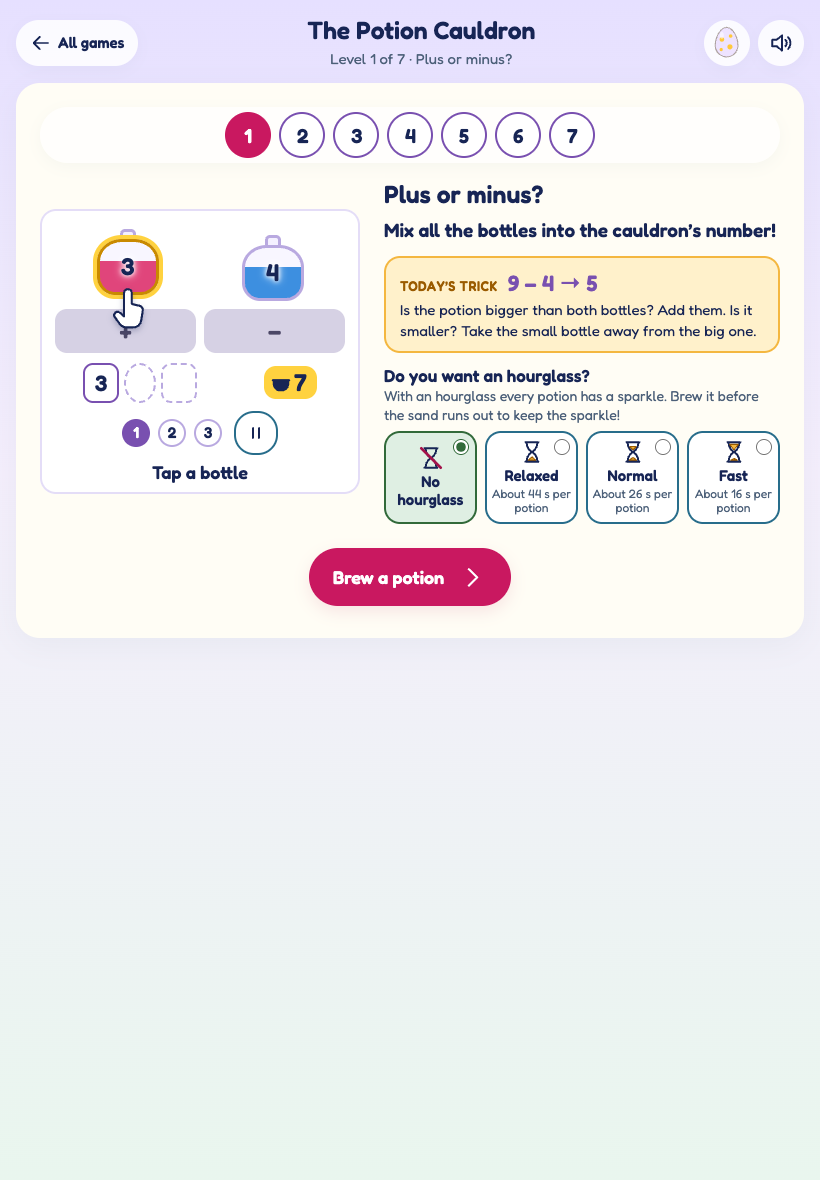 All games
The Potion Cauldron
Level 1 of 7 · Plus or minus?
1 2 3 4 5 6 7
3
4
+
−
3
7
1 2 3
Tap a bottle
Plus or minus?
Mix all the bottles into the cauldron's number!
TODAY'S TRICK 9 – 4 → 5
Is the potion bigger than both bottles? Add them. Is it
smaller? Take the small bottle away from the big one.
Do you want an hourglass?
With an hourglass every potion has a sparkle. Brew it before
the sand runs out to keep the sparkle!
No
hourglass
Relaxed
About 44 s per
potion
Normal
About 26 s per
potion
Fast
About 16 s per
potion
Brew a potion